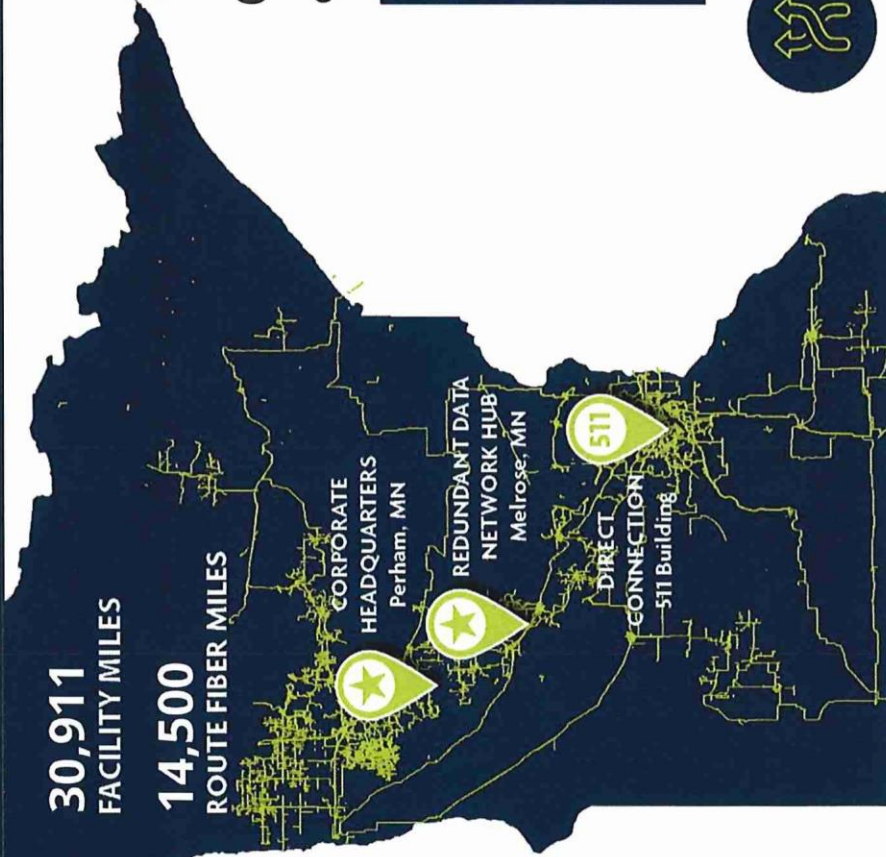 30,911
FACILITY MILES
14,500
ROUTE FIBER MILES
CORPORATE
HEADQUARTERS
Perham, MN
REDUNDANT DATA
NETWORK HUB
Melrose, MN
511
DIRECT
CONNECTION
511 Building